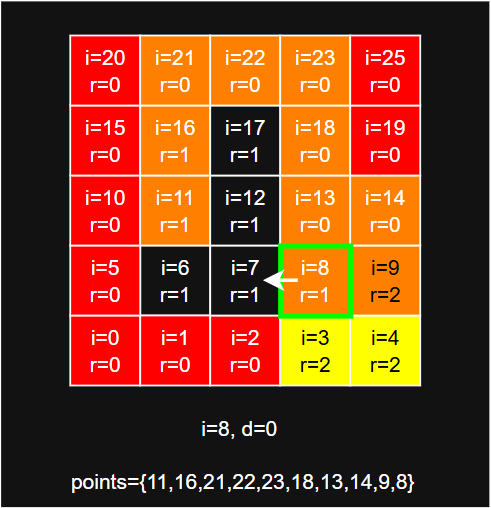 i=20 i=21 i=22 i=23 i=25
r=0 r=0 r=0 r=0 r=0
i=15 i=16 i=17 i=18 i=19
r=0 r=1 r=1 r=0 r=0
i=10 i=11 i=12 i=13 i=14
r=0 r=1 r=1 r=0 r=0
i=5 i=6 i=7 i=8 i=9
r=0 r=1 r=1 r=1 r=2
i=0 i=1 i=2 i=3 i=4
r=0 r=0 r=0 r=2 r=2
i=8, d=0
points={11,16,21,22,23,18,13,14,9,8}